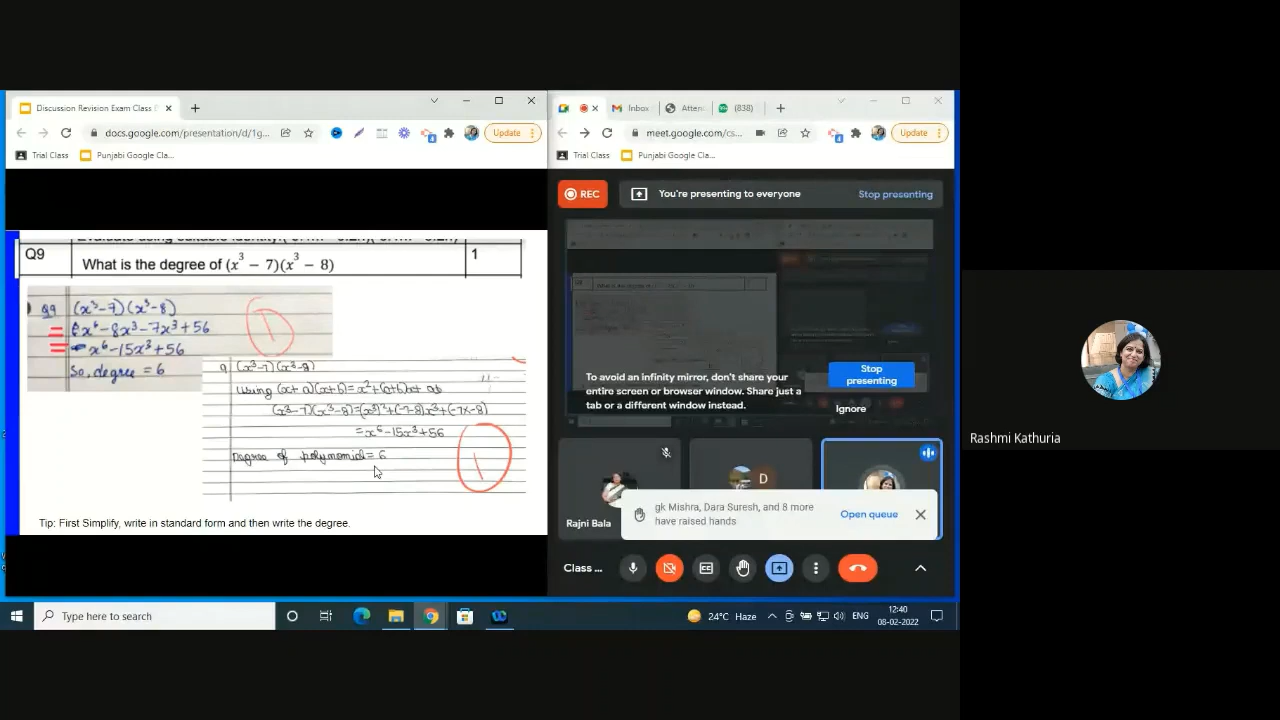 Discussion Revision Exam Class
docs.google.com/presentation/d/1g...
Update
Trial Class
Punjabi Google Cla...
Q9
What is the degree of (x³ − 7)(x³ − 8)
1
Q9 (x³-7)(x³-8)
x⁶-8x³-7x³+56
x⁶-15x³+56
So, degree = 6
1
9 (x³-7)(x³-8)
Using (x+a)(x+b)=x²+(a+b)x+ab
(x³-7)(x³-8)=(x³)²+(-7-8)x³+(-7x-8)
=x⁶-15x³+56
Degree of polynomial=6
1
Tip: First Simplify, write in standard form and then write the degree.
Inbox
Atten
(838)
meet.google.com/cs...
Update
Trial Class
Punjabi Google Cla...
REC
You're presenting to everyone
Stop presenting
To avoid an infinity mirror, don't share your
entire screen or browser window. Share just a
tab or a different window instead.
Stop
presenting
Ignore
D
Rajni Bala
gk Mishra, Dara Suresh, and 8 more
have raised hands
Open queue
Class ...
Type here to search
24°C Haze
ENG
12:40
08-02-2022
Rashmi Kathuria